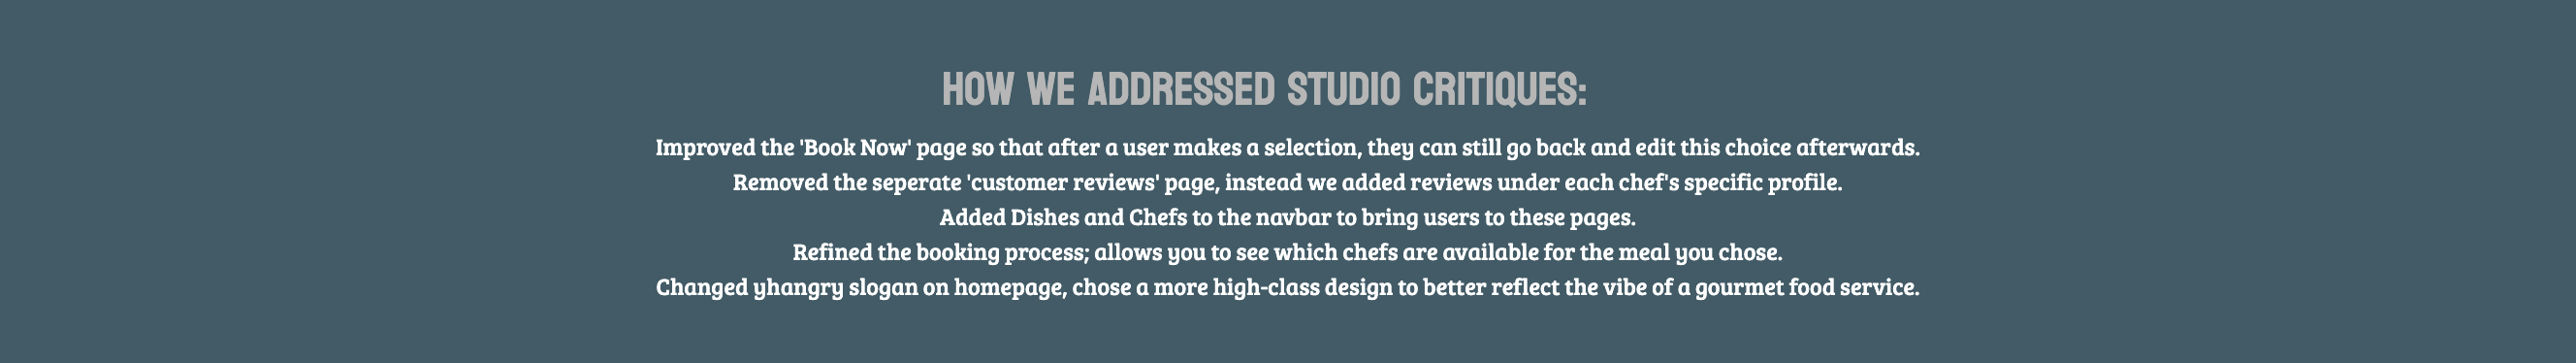 HOW WE ADDRESSED STUDIO CRITIQUES:
Improved the 'Book Now' page so that after a user makes a selection, they can still go back and edit this choice afterwards.
Removed the seperate 'customer reviews' page, instead we added reviews under each chef's specific profile.
Added Dishes and Chefs to the navbar to bring users to these pages.
Refined the booking process; allows you to see which chefs are available for the meal you chose.
Changed yhangry slogan on homepage, chose a more high-class design to better reflect the vibe of a gourmet food service.